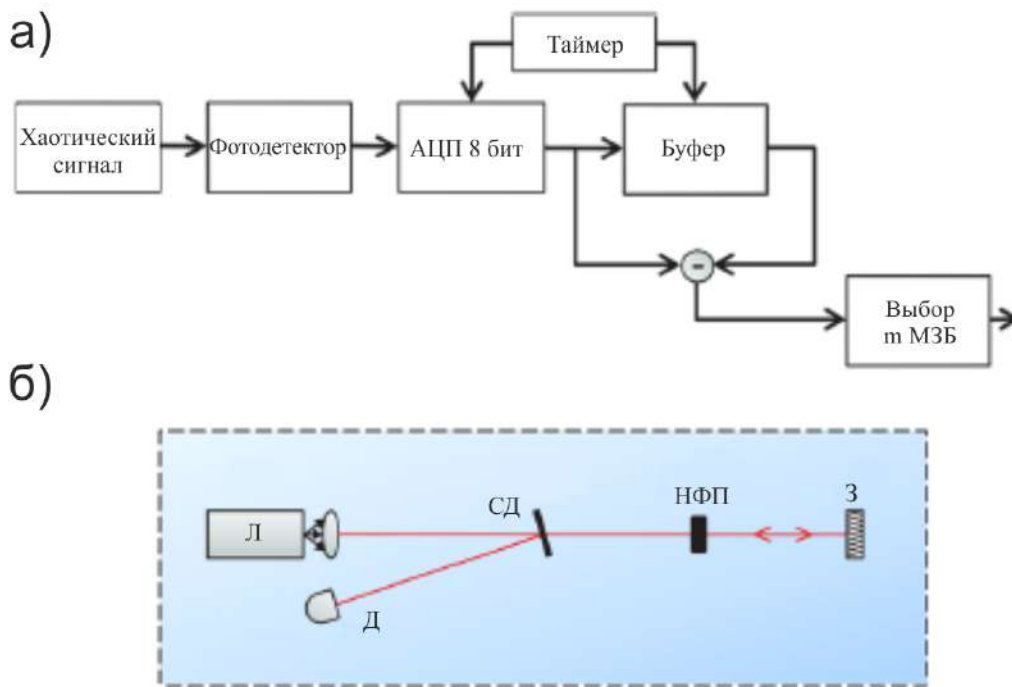 а)
Таймер
Хаотический
сигнал
Фотодетектор
АЦП 8 бит
Буфер
-
Выбор
m МЗБ
б)
Л
СД
НФП
З
Д